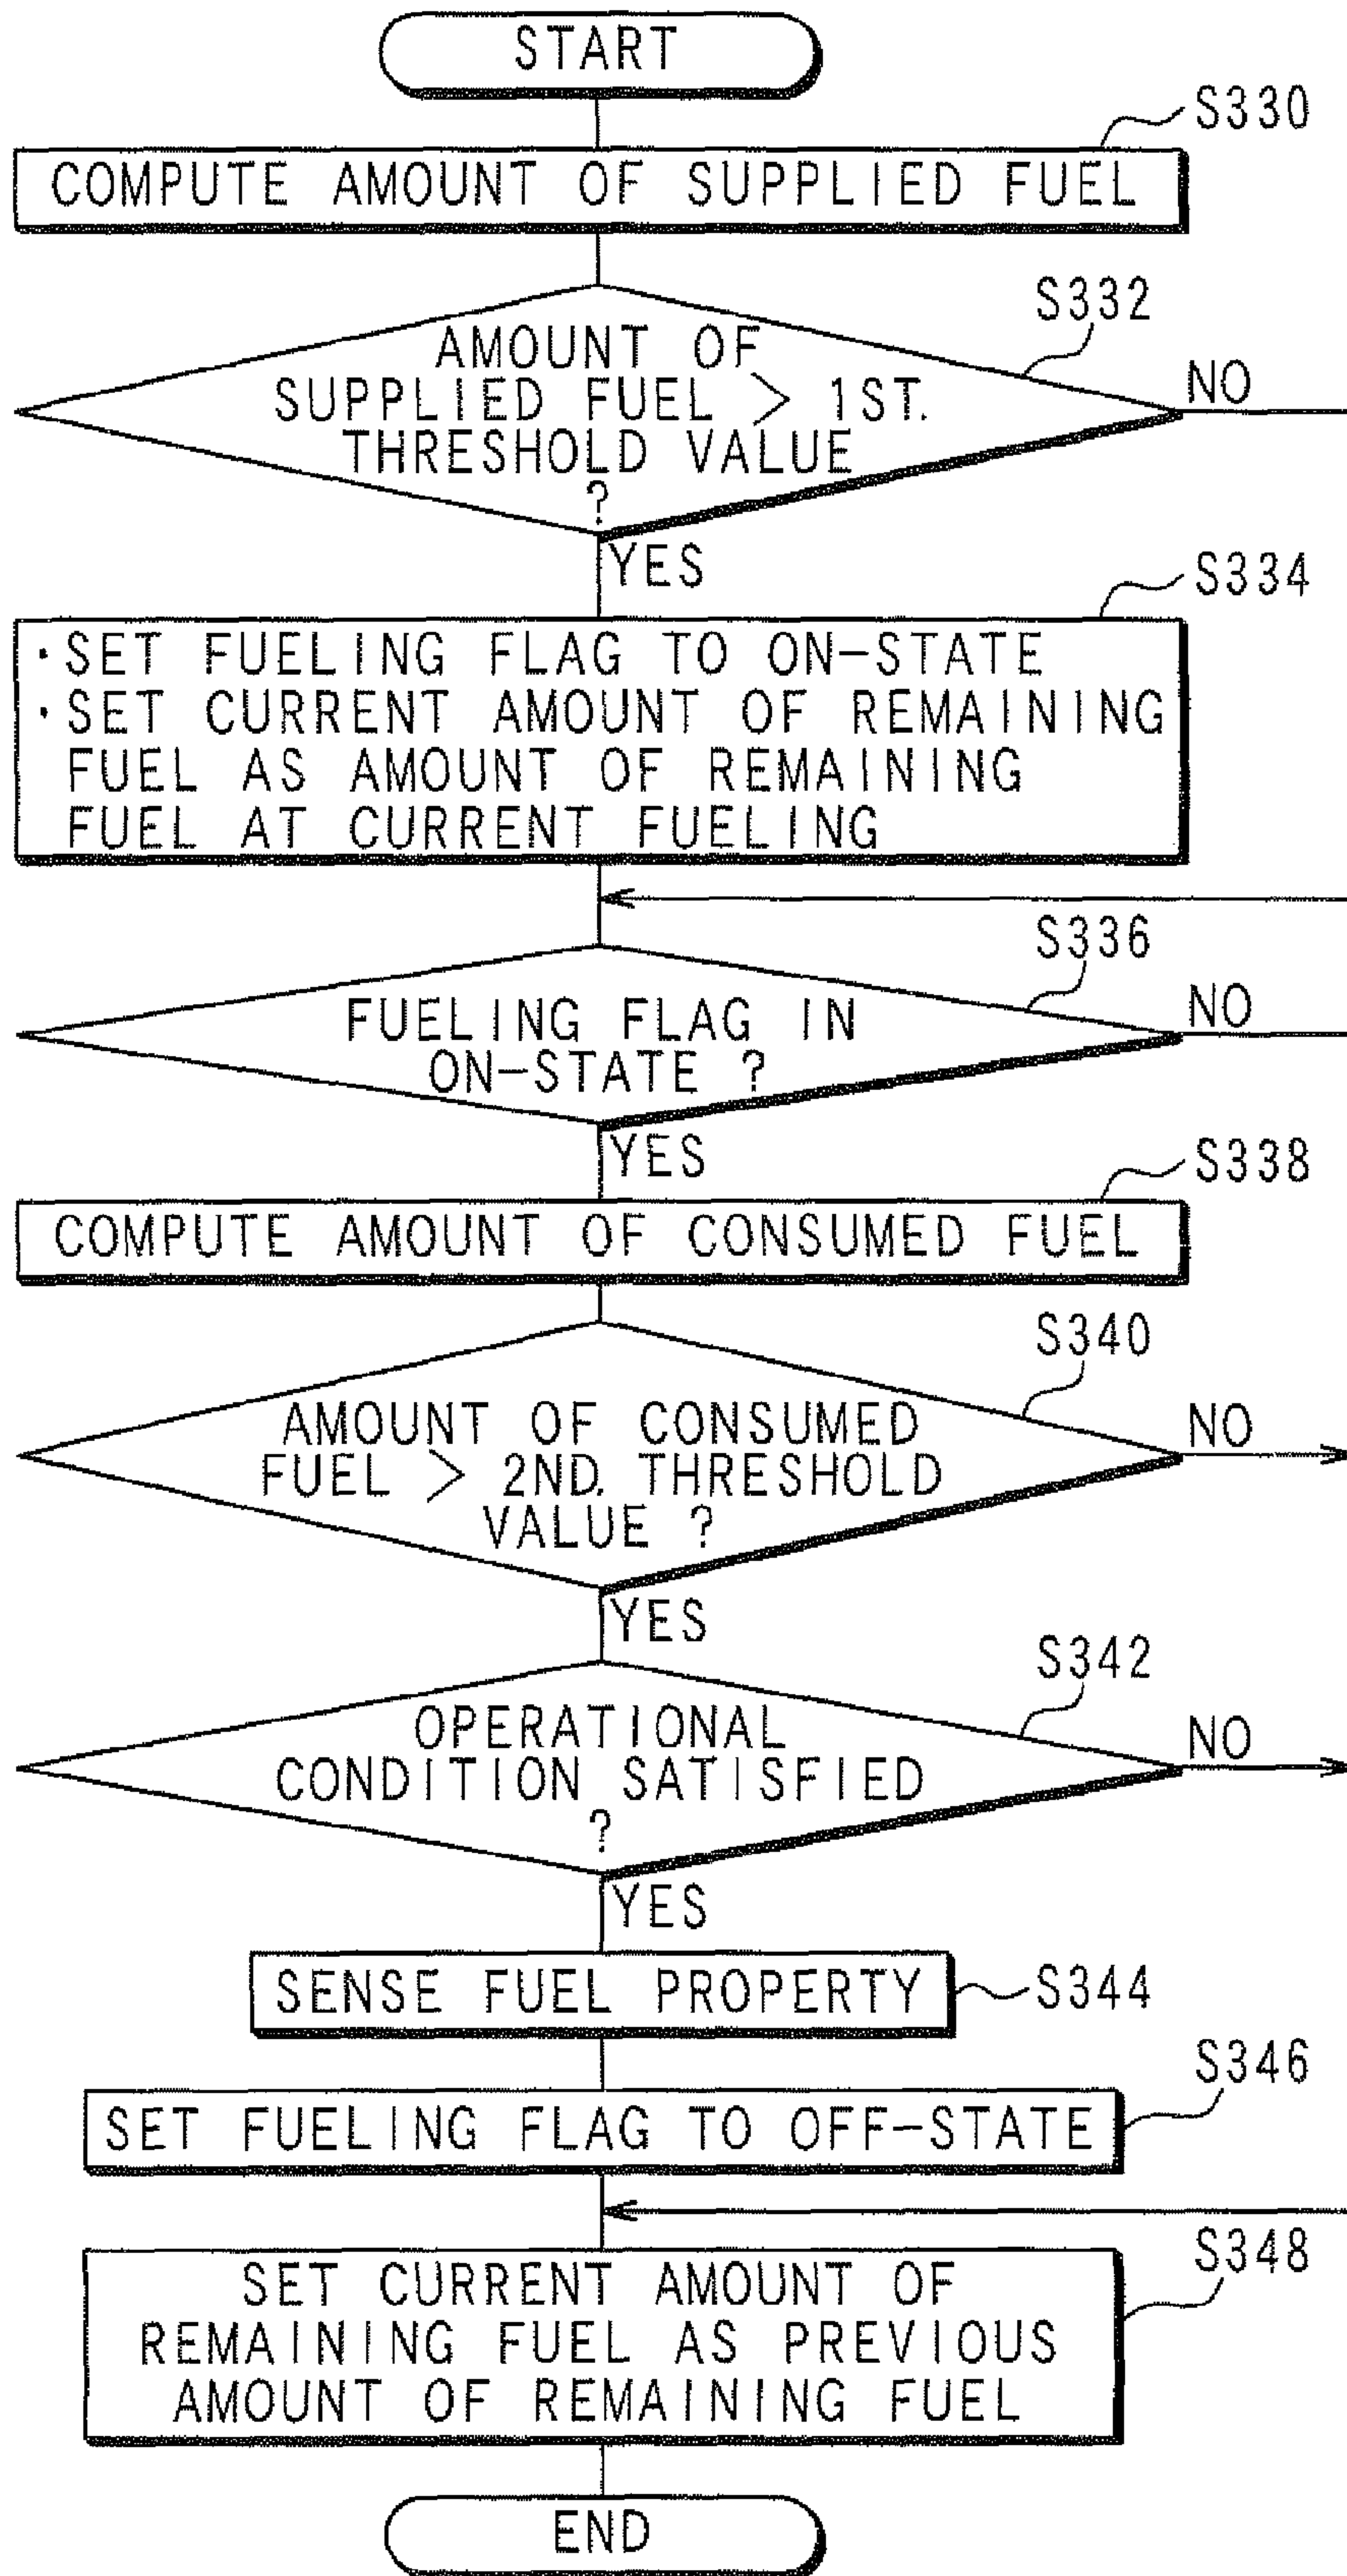 START
S330
COMPUTE AMOUNT OF SUPPLIED FUEL
S332
AMOUNT OF
SUPPLIED FUEL > 1ST.
THRESHOLD VALUE
?
NO
YES
S334
·SET FUELING FLAG TO ON-STATE
·SET CURRENT AMOUNT OF REMAINING
FUEL AS AMOUNT OF REMAINING
FUEL AT CURRENT FUELING
S336
FUELING FLAG IN
ON-STATE ?
NO
YES
S338
COMPUTE AMOUNT OF CONSUMED FUEL
S340
AMOUNT OF CONSUMED
FUEL > 2ND. THRESHOLD
VALUE ?
NO
YES
S342
OPERATIONAL
CONDITION SATISFIED
?
NO
YES
SENSE FUEL PROPERTY
S344
S346
SET FUELING FLAG TO OFF-STATE
S348
SET CURRENT AMOUNT OF
REMAINING FUEL AS PREVIOUS
AMOUNT OF REMAINING FUEL
END